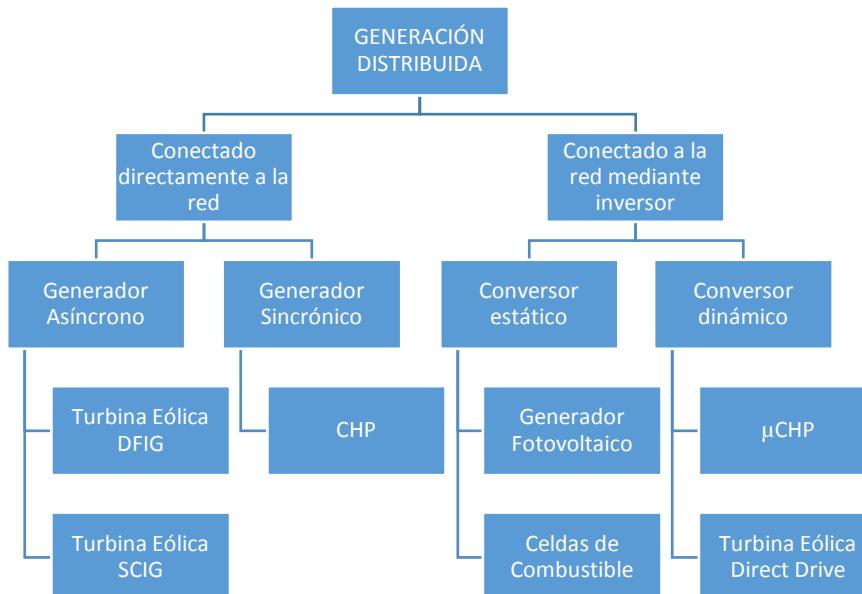 GENERACIÓN
DISTRIBUIDA
Conectado
directamente a la
red
Conectado a la
red mediante
inversor
Generador
Asíncrono
Generador
Sincrónico
Conversor
estático
Conversor
dinámico
Turbina Eólica
DFIG
CHP
Generador
Fotovoltaico
μCHP
Turbina Eólica
SCIG
Celdas de
Combustible
Turbina Eólica
Direct Drive